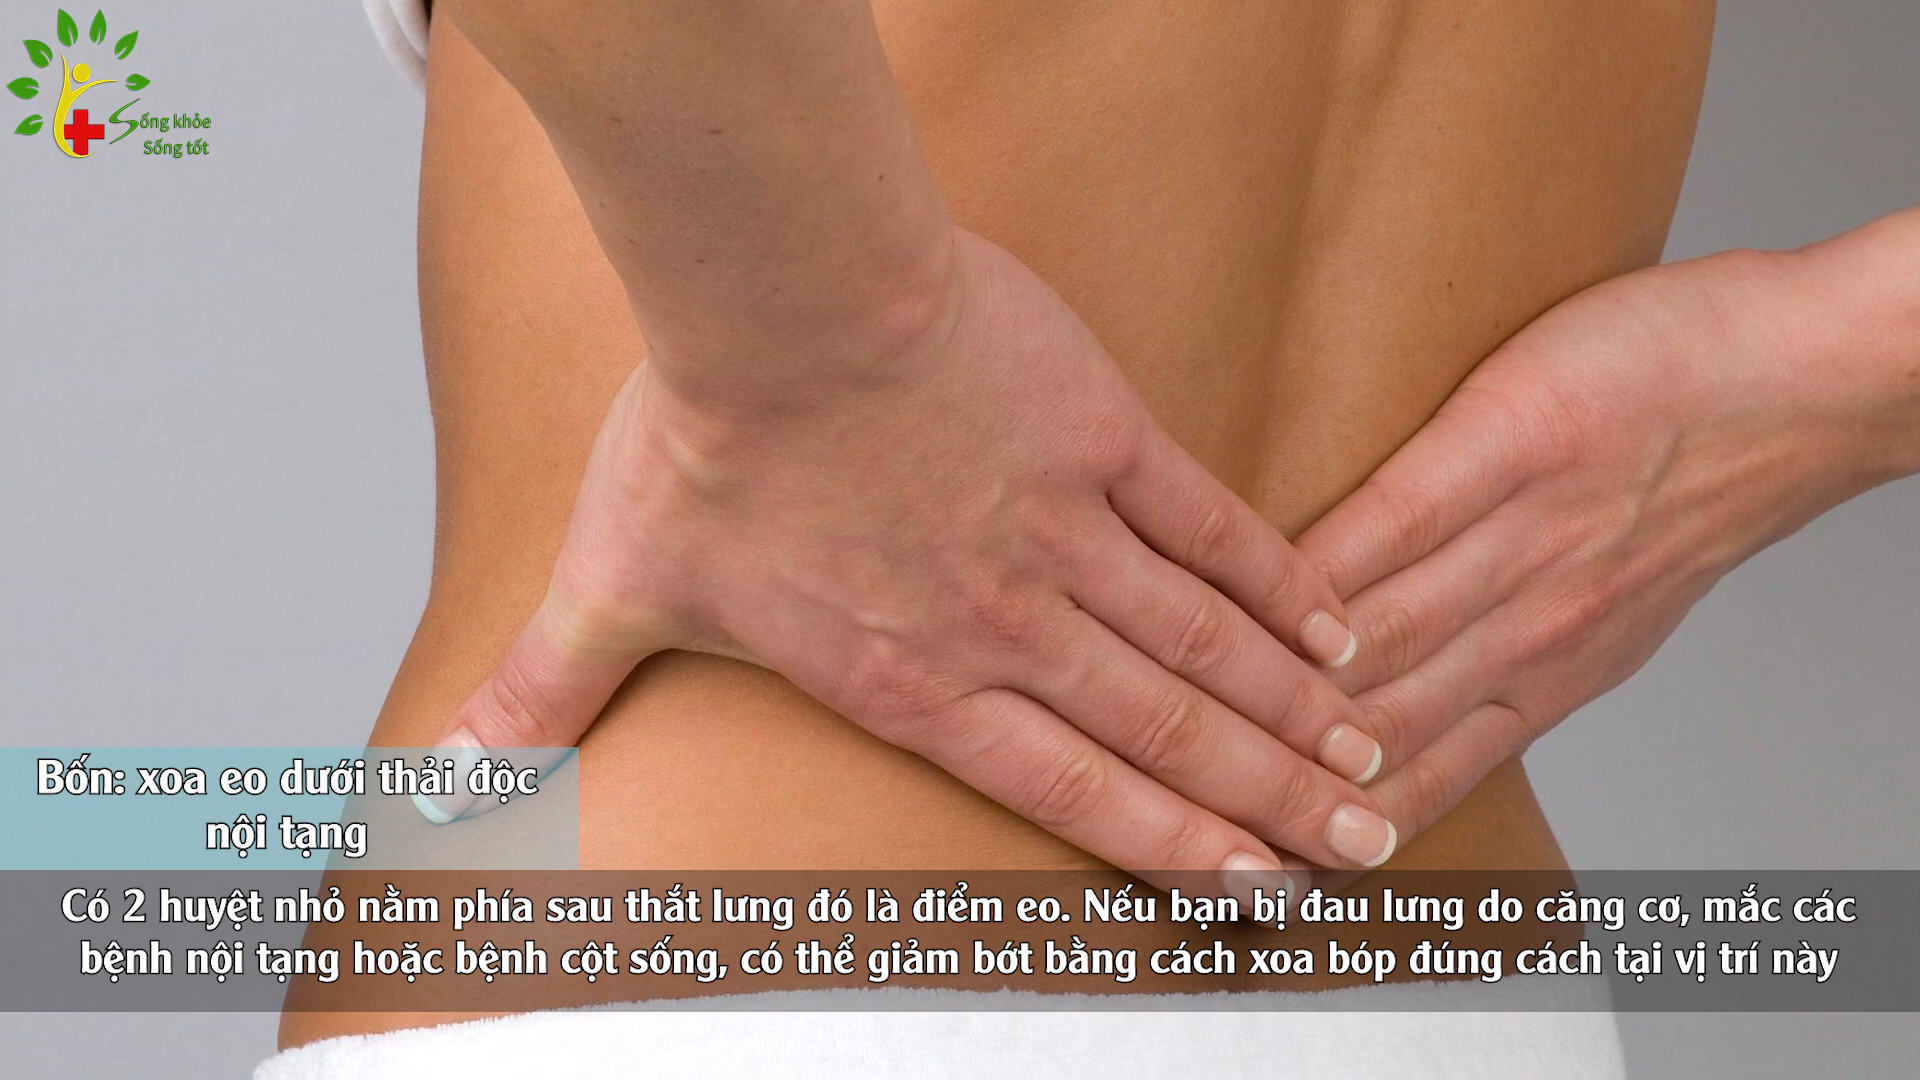 Sống khỏe
Sống tốt
Bốn: xoa eo dưới thải độc
nội tạng
Có 2 huyệt nhỏ nằm phía sau thắt lưng đó là điểm eo. Nếu bạn bị đau lưng do căng cơ, mắc các
bệnh nội tạng hoặc bệnh cột sống, có thể giảm bớt bằng cách xoa bóp đúng cách tại vị trí này